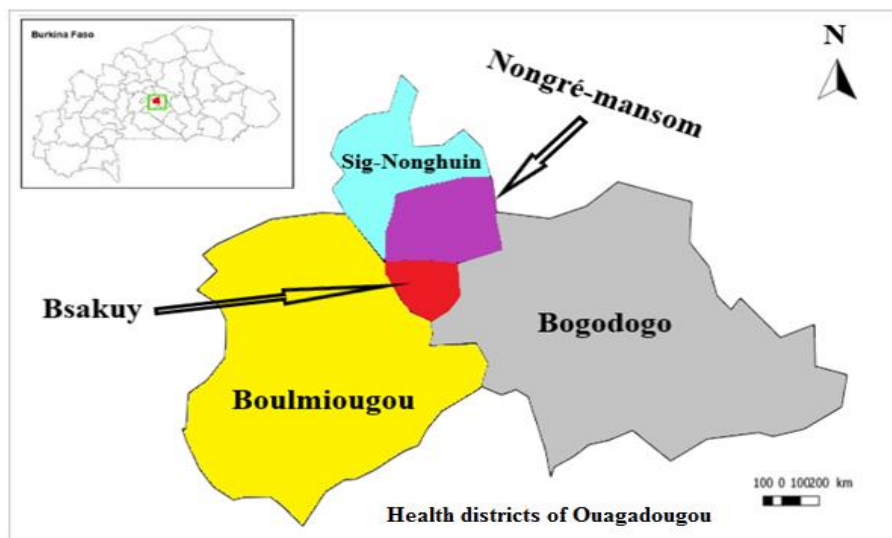 Burkina Faso
N
Nongré-mansom
Sig-Nonghuin
Bsakuy
Bogodogo
Boulmiougou
100 0 100200 km
Health districts of Ouagadougou